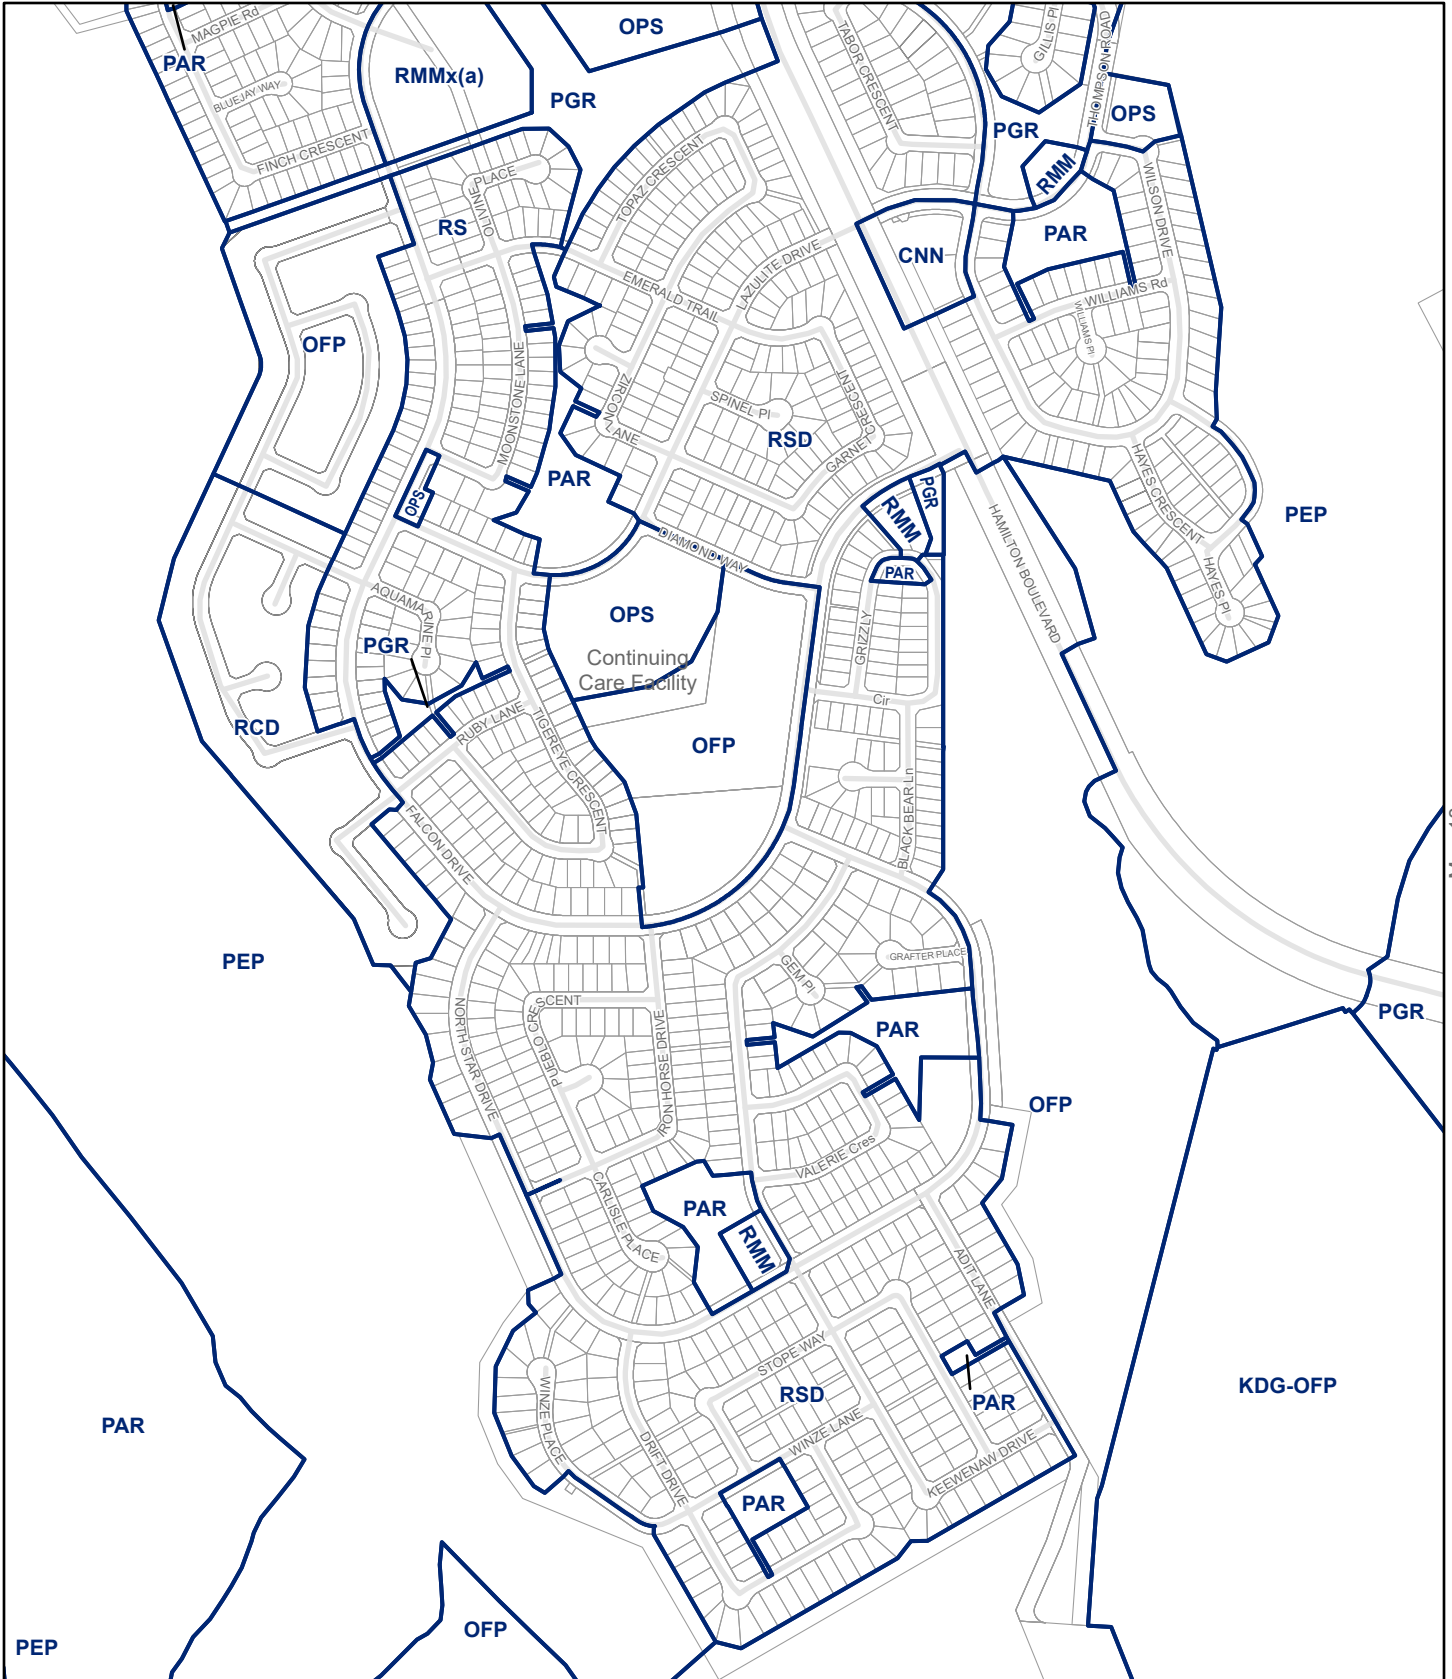 MAGPIE Rd
PAR
BLUEJAY WAY
FINCH CRESCENT
RMMx(a)
OPS
PGR
TABOR CRESCENT
GILLIS Pl
THOMPSON ROAD
OPS
PGR
RMM
PLACE
OLIVINE
RS
TOPAZ CRESCENT
LAZULITE DRIVE
EMERALD TRAIL
CNN
PAR
WILSON DRIVE
WILLIAMS Rd
WILLIAMS Pl
OFP
MOONSTONE LANE
ZIRCON
LANE
SPINEL Pl
RSD
GARNET
CRESCENT
PAR
OPS
DIAMOND WAY
RMM
PGR
PAR
HAMILTON BOULEVARD
HAYES CRESCENT
HAYES Pl
PEP
AQUAMARINE Pl
PGR
OPS
Continuing
Care Facility
GRIZZLY
Cir
RCD
RUBY LANE
TIGEREYE CRESCENT
OFP
BLACK BEAR Ln
FALCON DRIVE
PEP
GEM Pl
GRAFTER PLACE
NORTH STAR DRIVE
PUEBLO CRESCENT
IRON HORSE DRIVE
PAR
PGR
OFP
VALERIE Cres
CARLISLE PLACE
PAR
RMM
ADIT LANE
STOPE WAY
RSD
PAR
KDG-OFP
WINZE PLACE
DRIFT DRIVE
WINZE LANE
KEEWENAW DRIVE
PAR
PAR
OFP
PEP